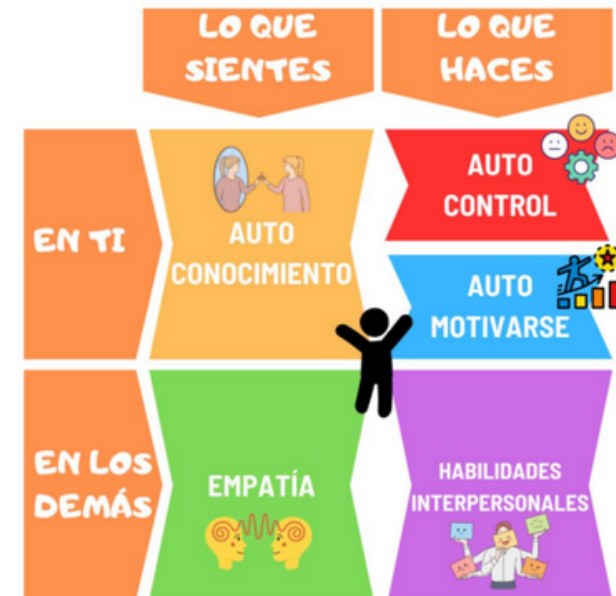 LO QUE
SIENTES
LO QUE
HACES
EN TI
AUTO
CONOCIMIENTO
AUTO
CONTROL
AUTO
MOTIVARSE
EN LOS
DEMÁS
EMPATÍA
HABILIDADES
INTERPERSONALES